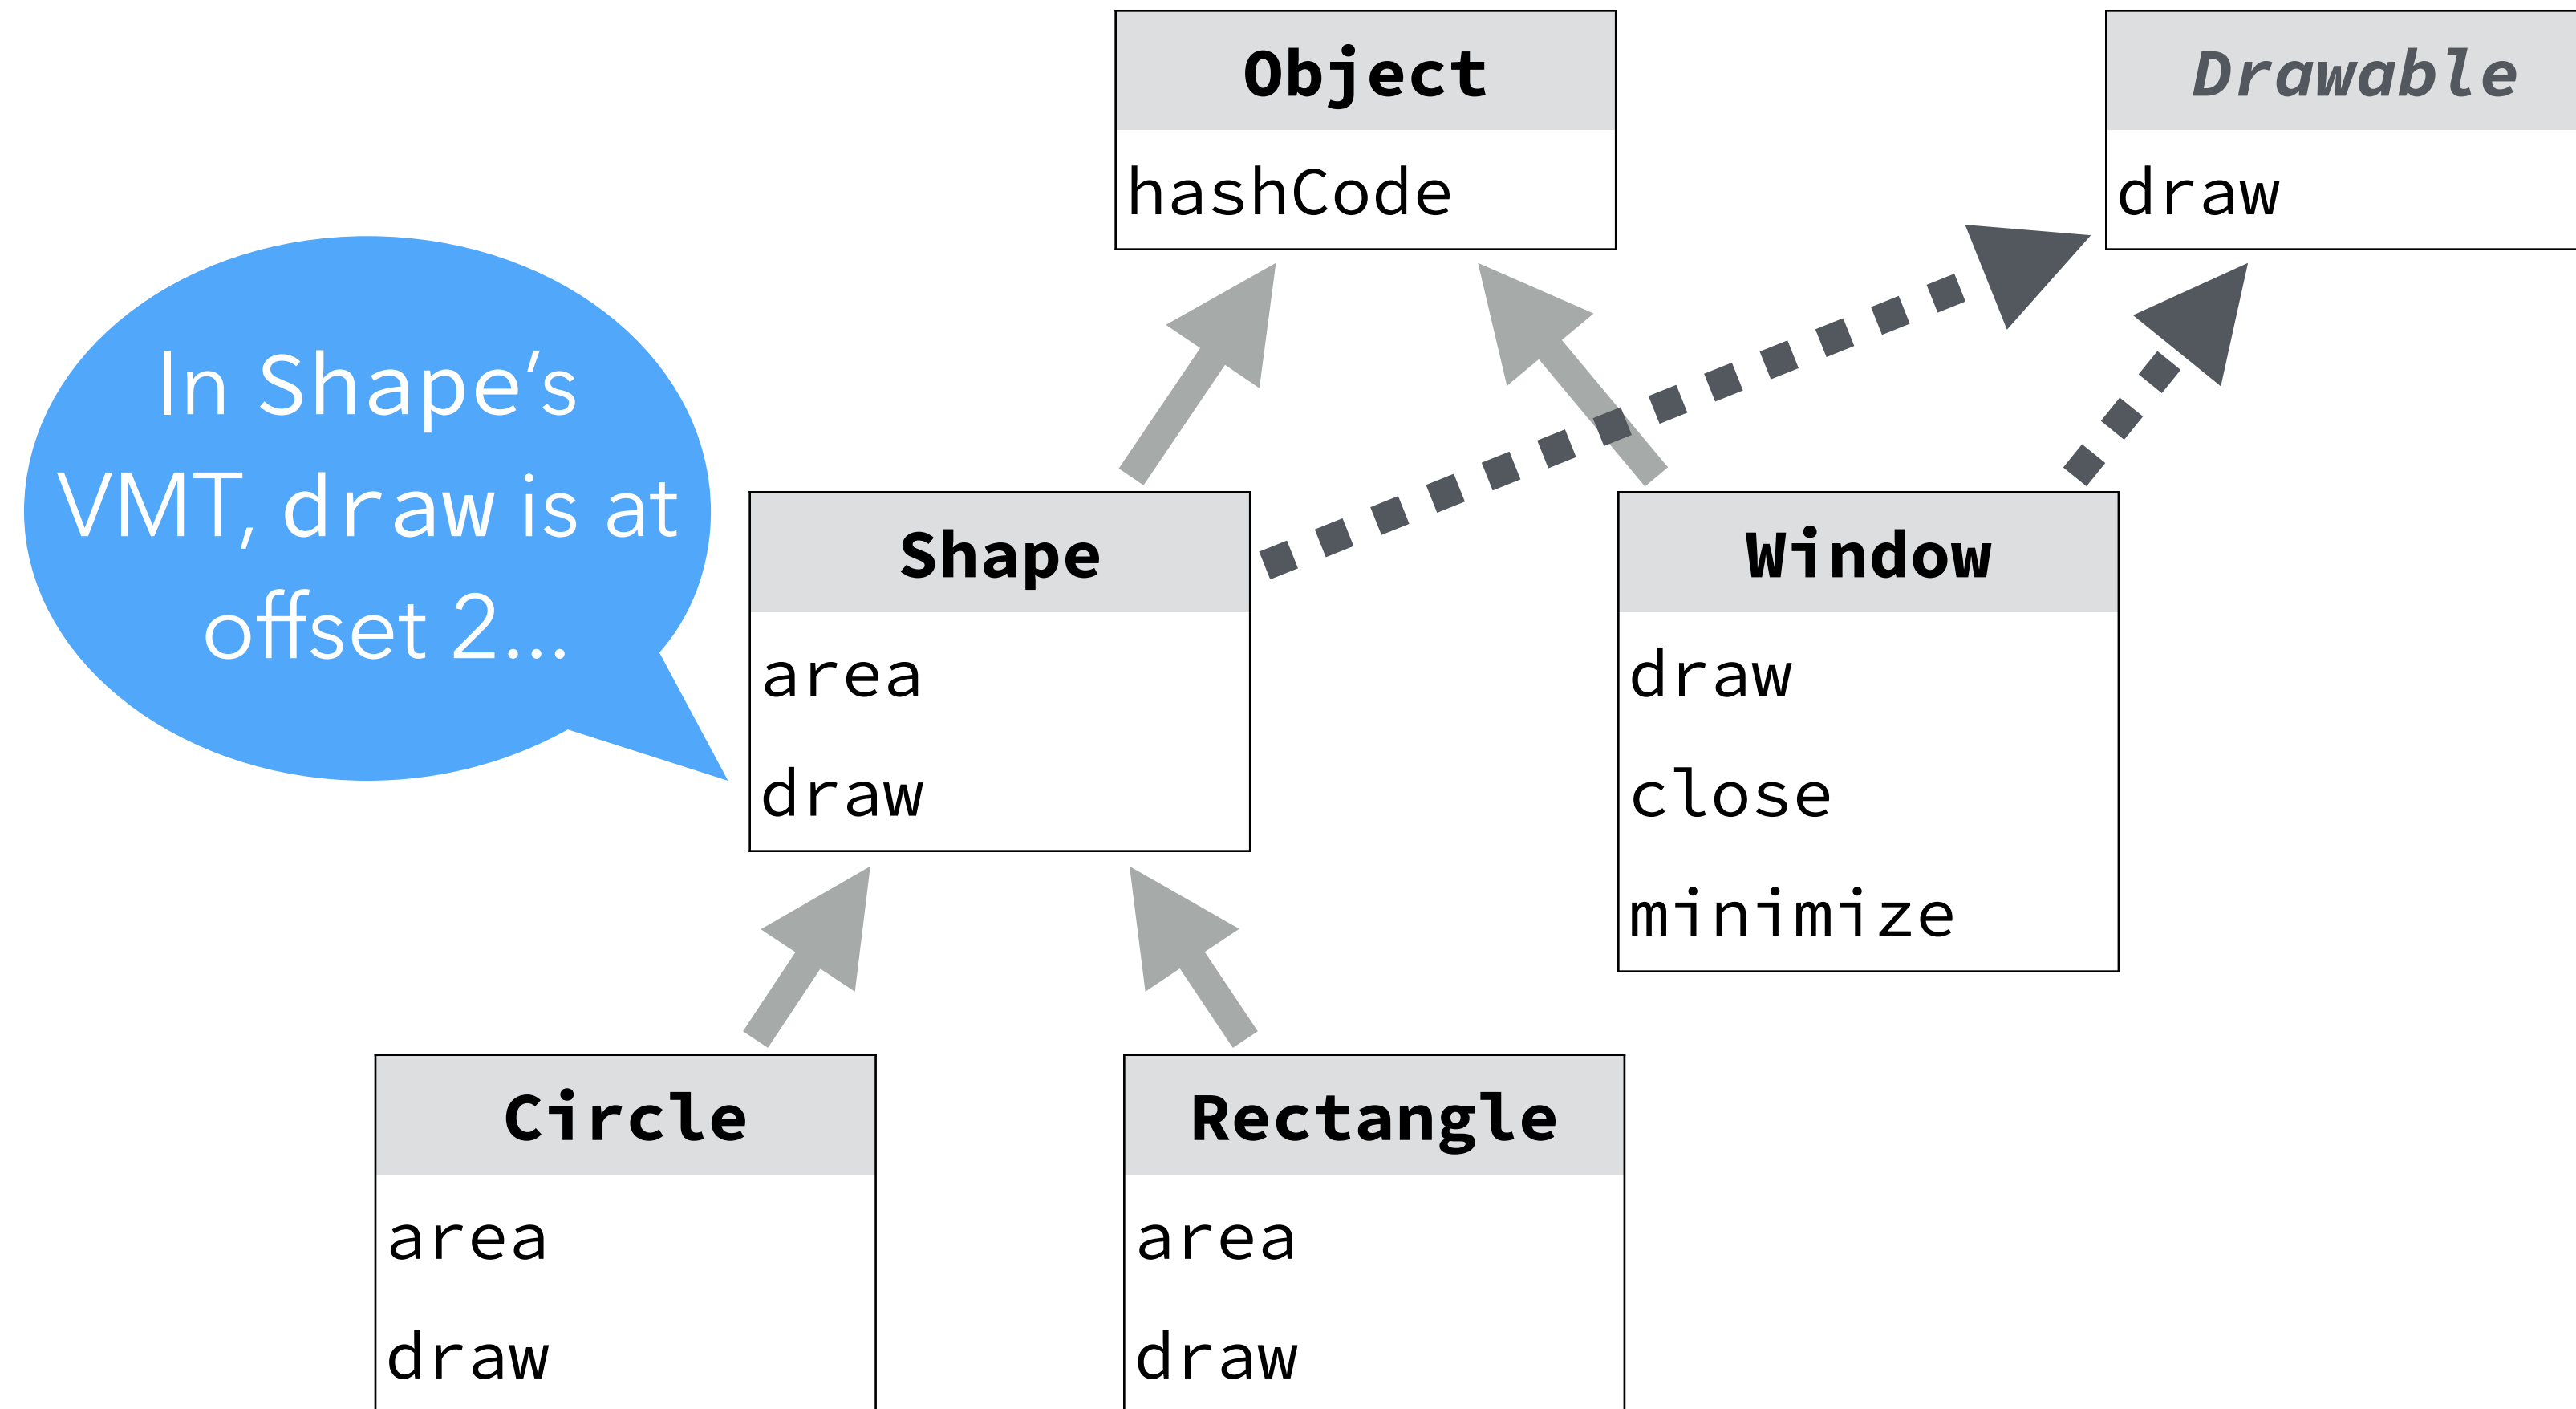 Object
hashCode
Drawable
draw
In Shape’s
VMT, draw is at
offset 2...
Shape
area
draw
Window
draw
close
minimize
Circle
area
draw
Rectangle
area
draw